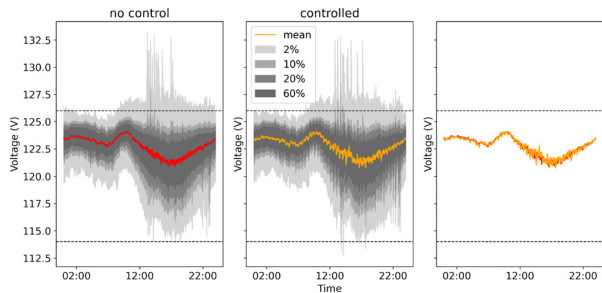 no control
controlled
132.5
130.0
127.5
125.0
122.5
120.0
117.5
115.0
112.5
Voltage (V)
Voltage (V)
Voltage (V)
mean
2%
10%
20%
60%
02:00 12:00 22:00
02:00 12:00 22:00
02:00 12:00 22:00
Time